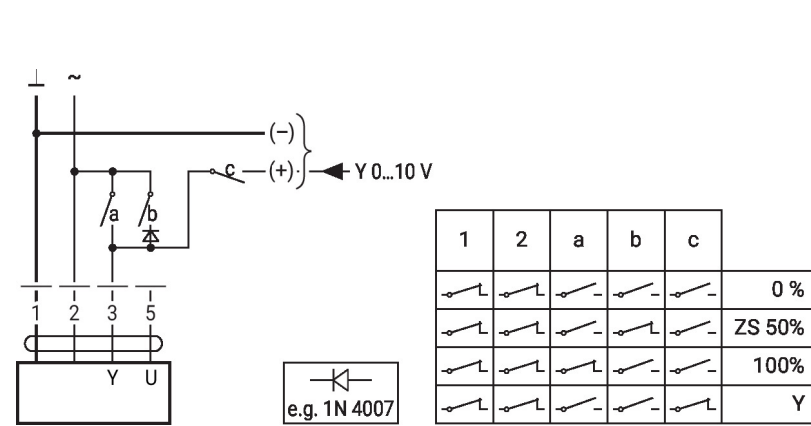 ⊥ ~
(−)
c (+) Y 0...10 V
a b
1 2 3 5
Y U
e.g. 1N 4007
1 2 a b c
0 %
ZS 50%
100%
Y